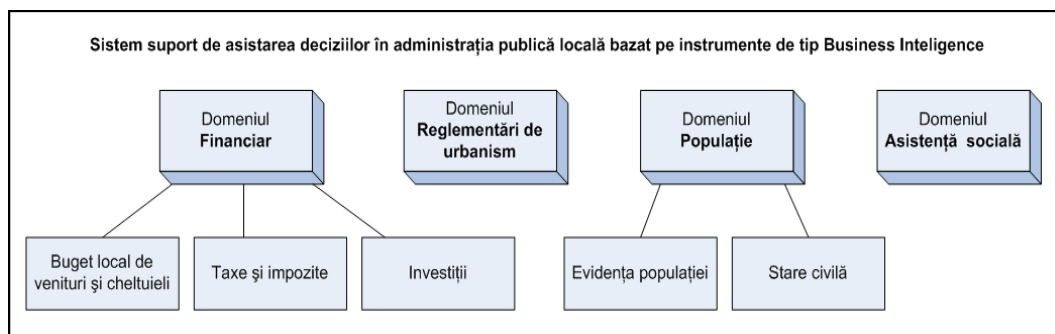 Sistem suport de asistarea deciziilor în administrația publică locală bazat pe instrumente de tip Business Inteligence
Domeniul
Financiar
Domeniul
Reglementări de
urbanism
Domeniul
Populație
Domeniul
Asistență socială
Buget local de
venituri şi cheltuieli
Taxe şi impozite
Investiții
Evidența populației
Stare civilă